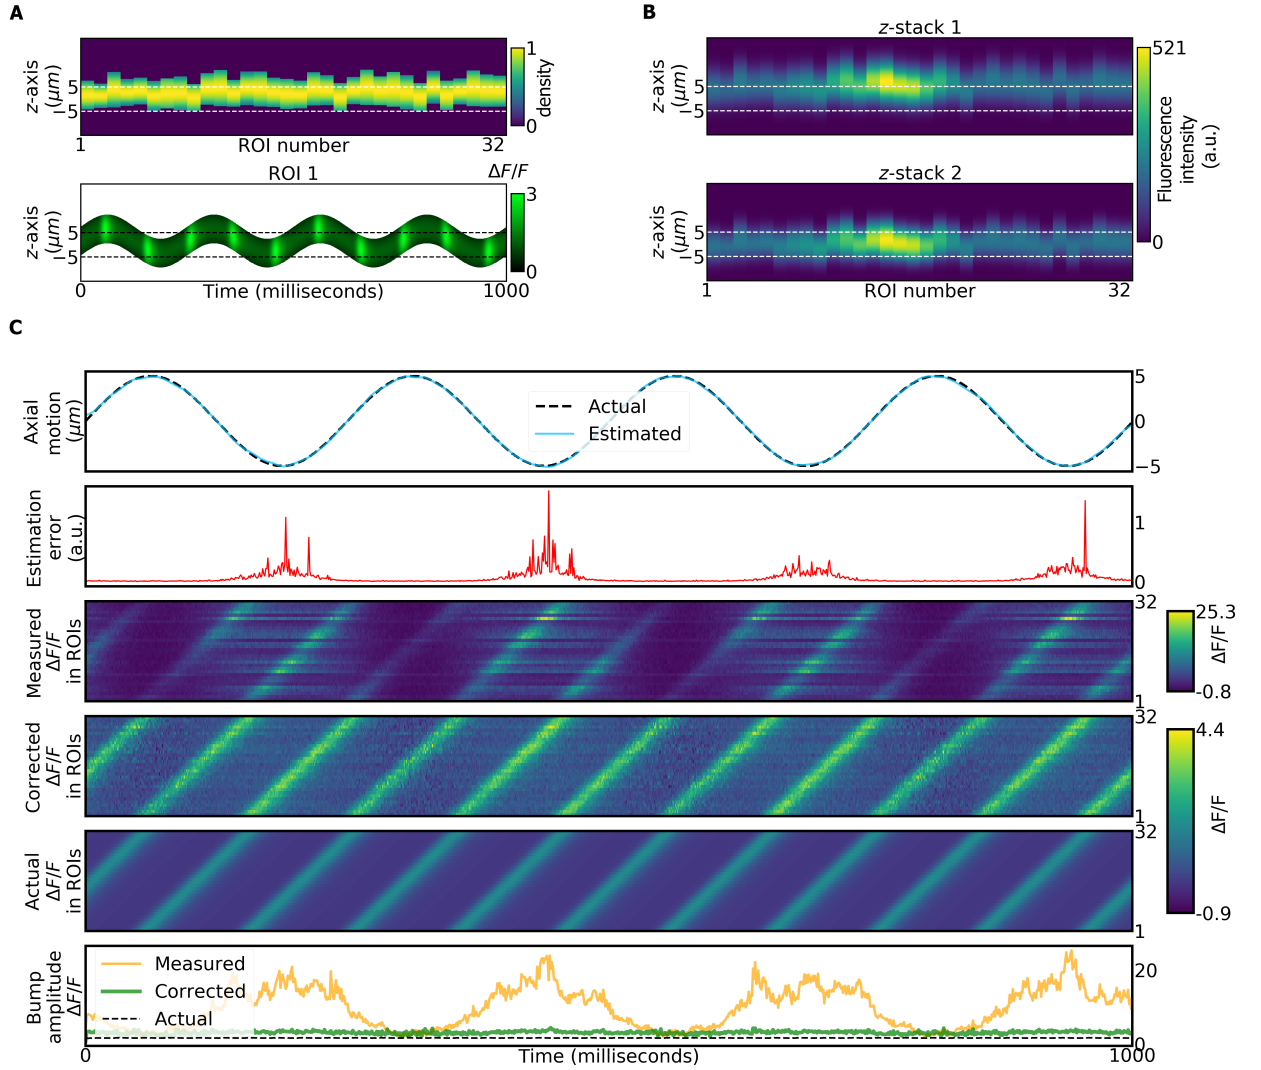 A
z-axis
(μm)
5
−5
1
ROI number
32
1
0
density
ROI 1
ΔF/F
z-axis
(μm)
5
−5
0
Time (milliseconds)
1000
3
0
B
z-stack 1
z-axis
(μm)
5
−5
z-stack 2
z-axis
(μm)
5
−5
1
ROI number
32
521
0
Fluorescence
intensity
(a.u.)
C
Axial
motion
(μm)
Actual
Estimated
5
0
−5
Estimation
error
(a.u.)
1
0
Measured
ΔF/F
in ROIs
32
1
25.3
-0.8
ΔF/F
Corrected
ΔF/F
in ROIs
32
1
4.4
-0.9
ΔF/F
Actual
ΔF/F
in ROIs
32
1
Bump
amplitude
ΔF/F
Measured
Corrected
Actual
20
0
0
Time (milliseconds)
1000